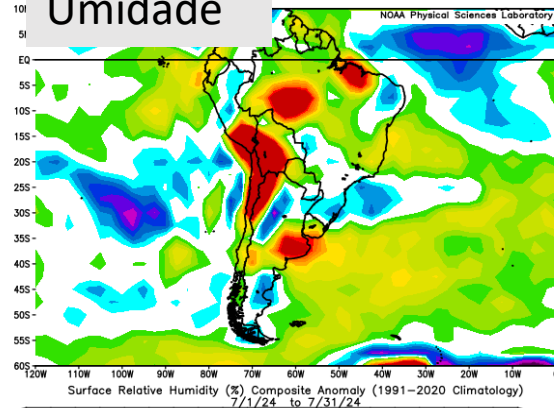 Umidade
NOAA Physical Sciences Laboratory
10
5
EQ
5S
10S
15S
20S
25S
30S
35S
40S
45S
50S
55S
60S
120W 110W 100W 90W 80W 70W 60W 50W 40W 30W 20W 10W
Surface Relative Humidity (%) Composite Anomaly (1991-2020 Climatology)
7/1/24 to 7/31/24